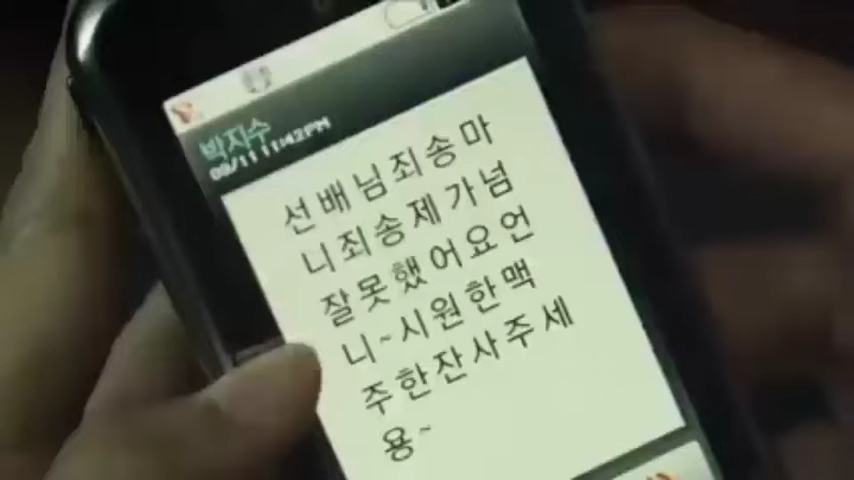 박지수
09/11 11:42PM
선배님죄송마
니죄송제가넘
잘못했어요언
니~시원한맥
주한잔사주세
용~